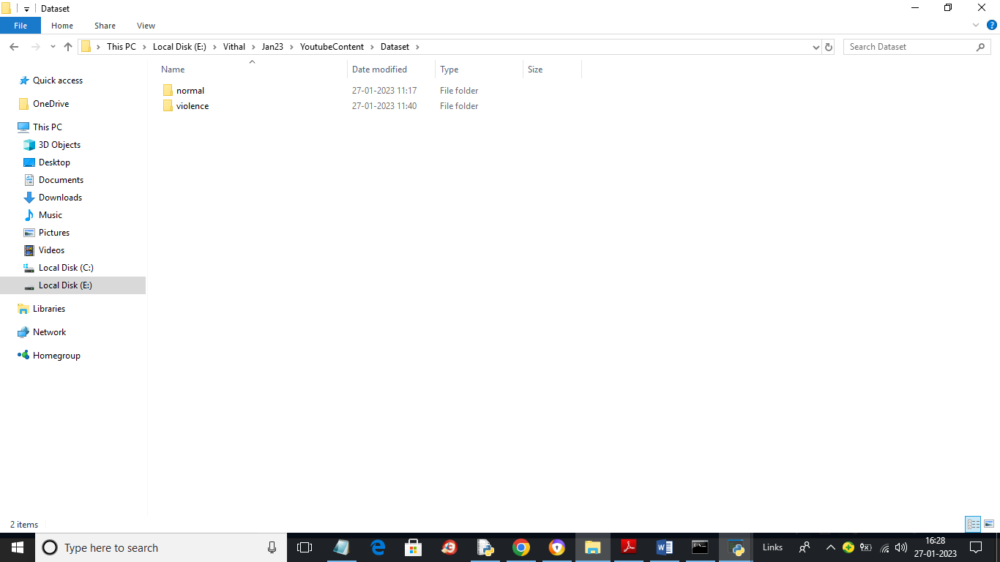 Dataset
File Home Share View
This PC Local Disk (E:) Vithal Jan23 YoutubeContent Dataset Search Dataset
Name Date modified Type Size
normal 27-01-2023 11:17 File folder
violence 27-01-2023 11:40 File folder
Quick access
OneDrive
This PC
3D Objects
Desktop
Documents
Downloads
Music
Pictures
Videos
Local Disk (C:)
Local Disk (E:)
Libraries
Network
Homegroup
2 items
Type here to search Links 16:28
27-01-2023